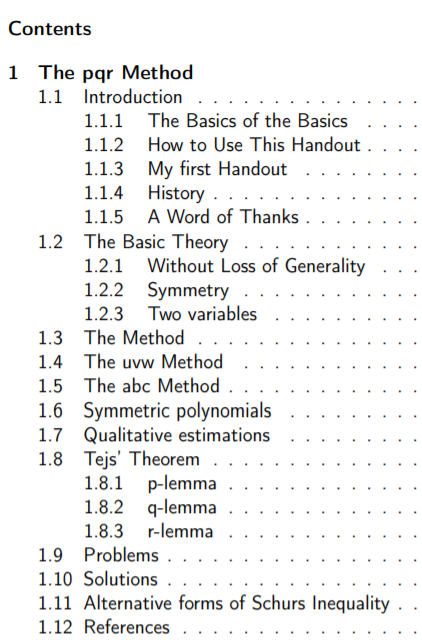 Contents
1 The pqr Method
1.1 Introduction . . . . . . . . . . . . . . .
1.1.1 The Basics of the Basics . . . .
1.1.2 How to Use This Handout . . . .
1.1.3 My first Handout . . . . . . . .
1.1.4 History . . . . . . . . . . . . . .
1.1.5 A Word of Thanks . . . . . . . .
1.2 The Basic Theory . . . . . . . . . . . .
1.2.1 Without Loss of Generality . . .
1.2.2 Symmetry . . . . . . . . . . . .
1.2.3 Two variables . . . . . . . . . .
1.3 The Method . . . . . . . . . . . . . . .
1.4 The uvw Method . . . . . . . . . . . .
1.5 The abc Method . . . . . . . . . . . . .
1.6 Symmetric polynomials . . . . . . . . .
1.7 Qualitative estimations . . . . . . . . .
1.8 Tejs' Theorem . . . . . . . . . . . . . .
1.8.1 p-lemma . . . . . . . . . . . . .
1.8.2 q-lemma . . . . . . . . . . . . .
1.8.3 r-lemma . . . . . . . . . . . . .
1.9 Problems . . . . . . . . . . . . . . . . .
1.10 Solutions . . . . . . . . . . . . . . . . .
1.11 Alternative forms of Schurs Inequality . .
1.12 References . . . . . . . . . . . . . . . .